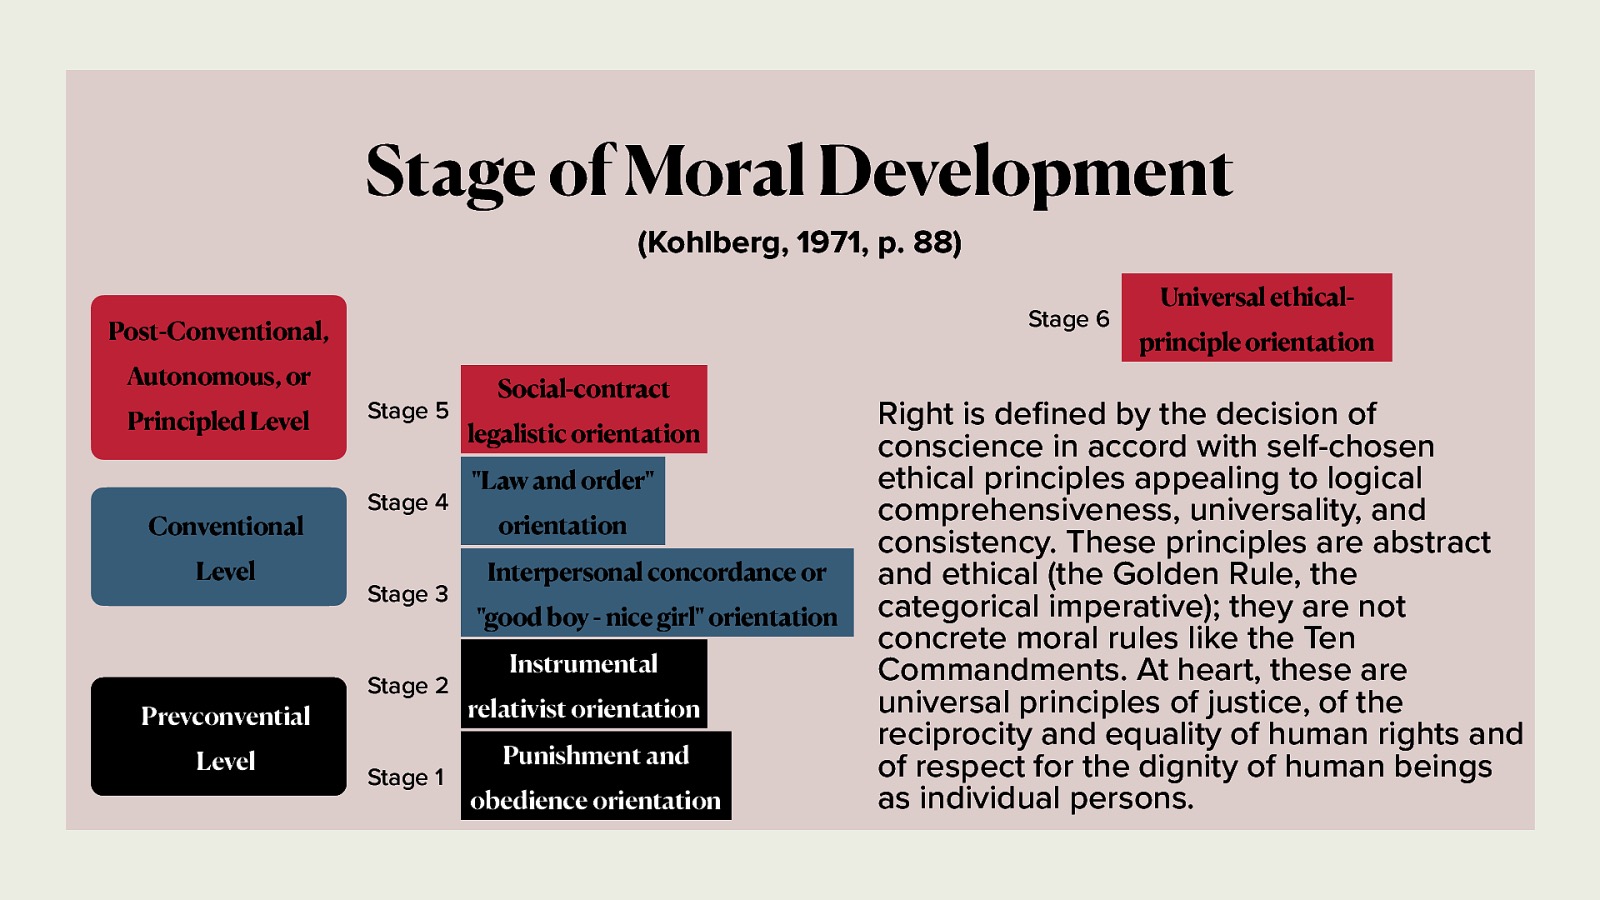 Stage of Moral Development
(Kohlberg, 1971, p. 88)
Post-Conventional,
Autonomous, or
Principled Level
Conventional
Level
Prevconvential
Level
Stage 5
Social-contract
legalistic orientation
Stage 4
"Law and order"
orientation
Stage 3
Interpersonal concordance or
"good boy - nice girl" orientation
Stage 2
Instrumental
relativist orientation
Stage 1
Punishment and
obedience orientation
Stage 6
Universal ethical-
principle orientation
Right is defined by the decision of
conscience in accord with self-chosen
ethical principles appealing to logical
comprehensiveness, universality, and
consistency. These principles are abstract
and ethical (the Golden Rule, the
categorical imperative); they are not
concrete moral rules like the Ten
Commandments. At heart, these are
universal principles of justice, of the
reciprocity and equality of human rights and
of respect for the dignity of human beings
as individual persons.